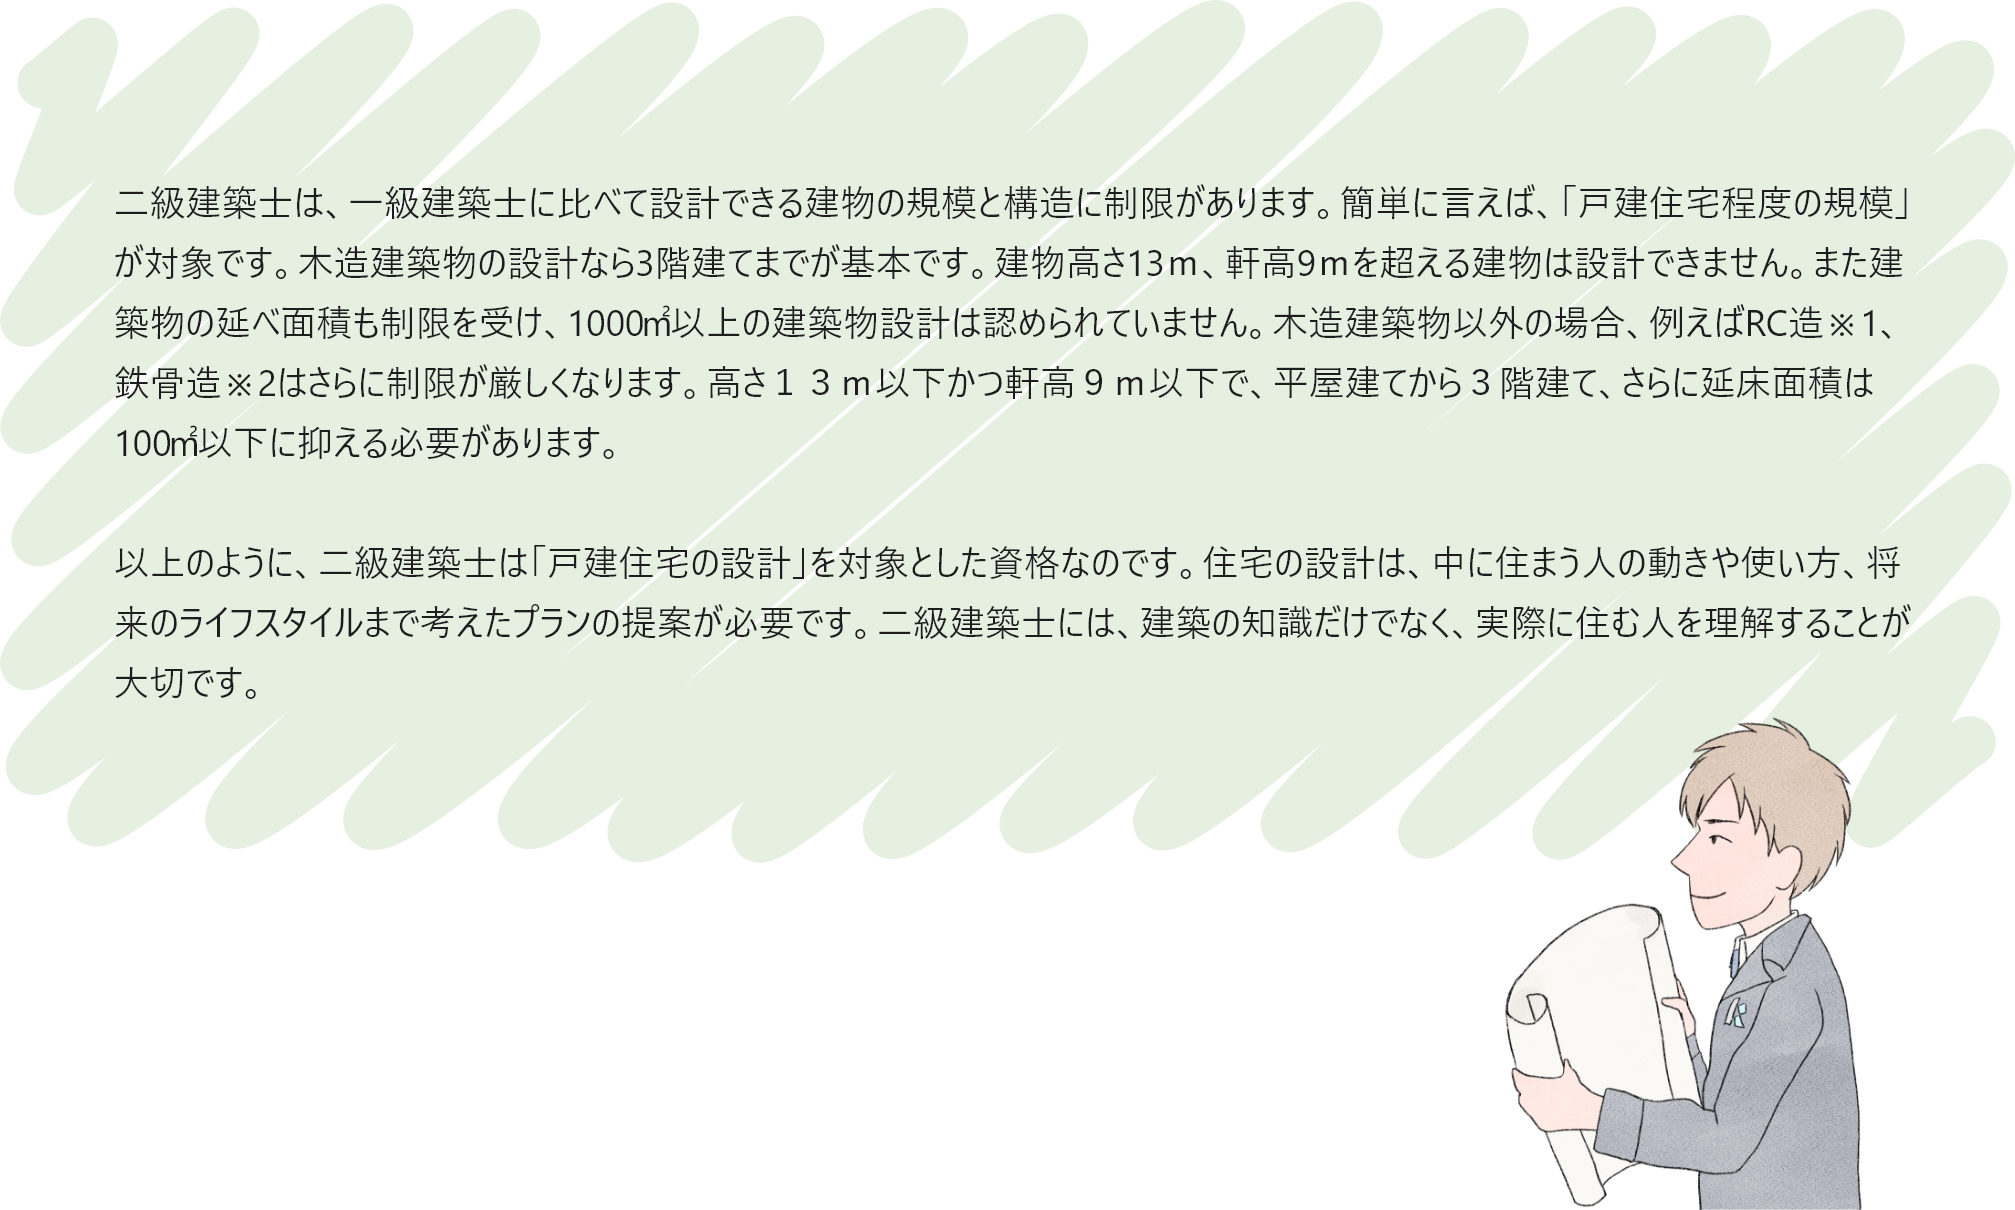 二級建築士は、一級建築士に比べて設計できる建物の規模と構造に制限があります。簡単に言えば、「戸建住宅程度の規模」
が対象です。木造建築物の設計なら3階建てまでが基本です。建物高さ13ｍ、軒高9ｍを超える建物は設計できません。また建
築物の延べ面積も制限を受け、1000㎡以上の建築物設計は認められていません。木造建築物以外の場合、例えばRC造※1、
鉄骨造※2はさらに制限が厳しくなります。高さ１３ｍ以下かつ軒高９ｍ以下で、平屋建てから３階建て、さらに延床面積は
100㎡以下に抑える必要があります。
以上のように、二級建築士は「戸建住宅の設計」を対象とした資格なのです。住宅の設計は、中に住まう人の動きや使い方、将
来のライフスタイルまで考えたプランの提案が必要です。二級建築士には、建築の知識だけでなく、実際に住む人を理解することが
大切です。